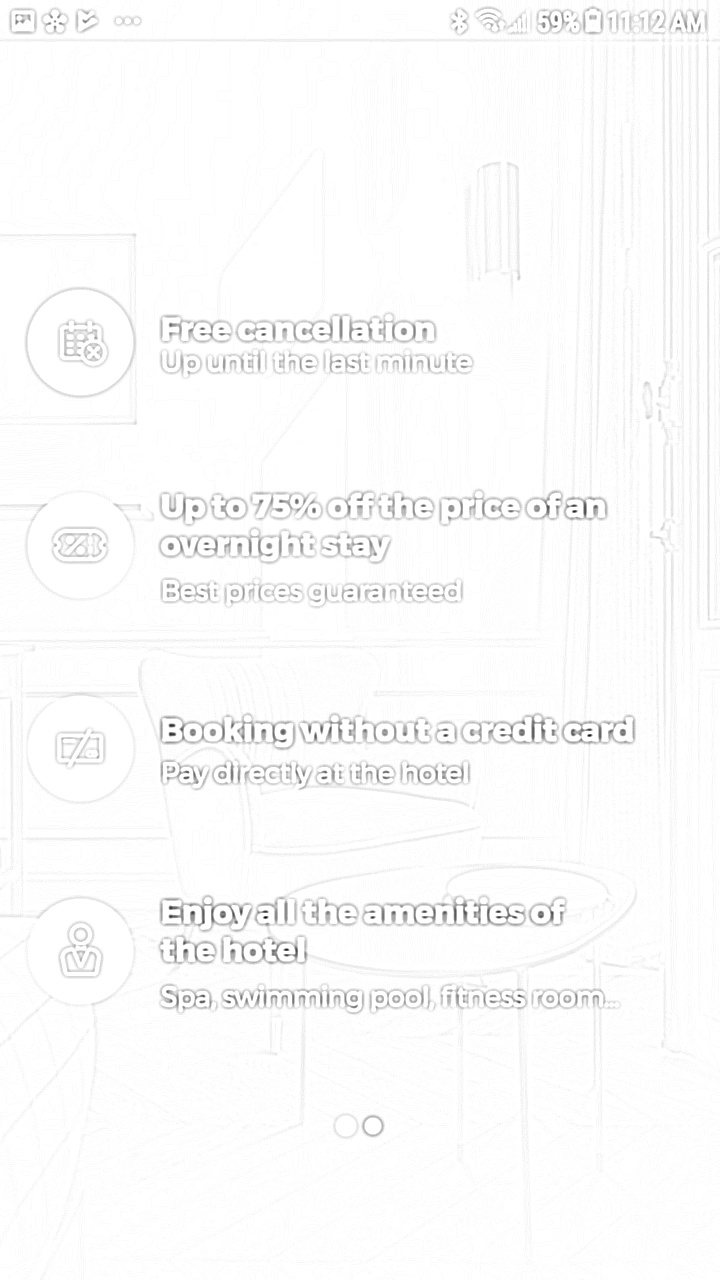 59% 11:12 AM
Free cancellation
Up until the last minute
Up to 75% off the price of an
overnight stay
Best prices guaranteed
Booking without a credit card
Pay directly at the hotel
Enjoy all the amenities of
the hotel
Spa, swimming pool, fitness room...